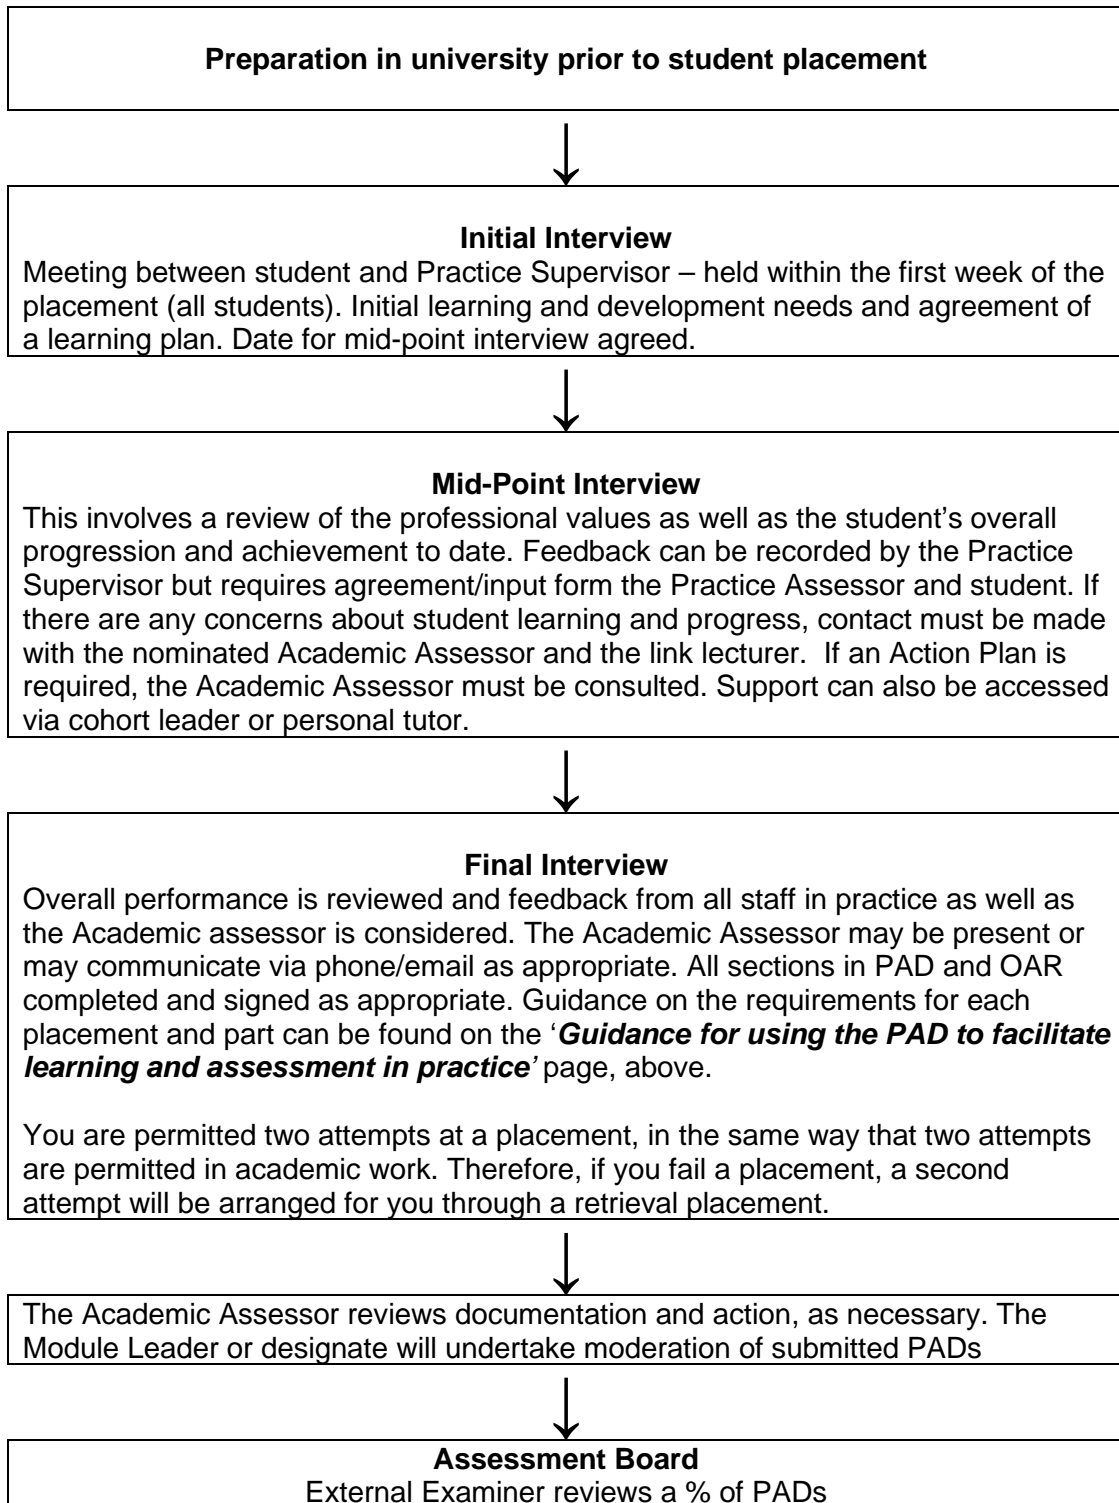 Preparation in university prior to student placement
Initial Interview
Meeting between student and Practice Supervisor – held within the first week of the
placement (all students). Initial learning and development needs and agreement of
a learning plan. Date for mid-point interview agreed.
Mid-Point Interview
This involves a review of the professional values as well as the student’s overall
progression and achievement to date. Feedback can be recorded by the Practice
Supervisor but requires agreement/input form the Practice Assessor and student. If
there are any concerns about student learning and progress, contact must be made
with the nominated Academic Assessor and the link lecturer.  If an Action Plan is
required, the Academic Assessor must be consulted. Support can also be accessed
via cohort leader or personal tutor.
Final Interview
Overall performance is reviewed and feedback from all staff in practice as well as
the Academic assessor is considered. The Academic Assessor may be present or
may communicate via phone/email as appropriate. All sections in PAD and OAR
completed and signed as appropriate. Guidance on the requirements for each
placement and part can be found on the ‘Guidance for using the PAD to facilitate
learning and assessment in practice’ page, above.
You are permitted two attempts at a placement, in the same way that two attempts
are permitted in academic work. Therefore, if you fail a placement, a second
attempt will be arranged for you through a retrieval placement.
The Academic Assessor reviews documentation and action, as necessary. The
Module Leader or designate will undertake moderation of submitted PADs
Assessment Board
External Examiner reviews a % of PADs